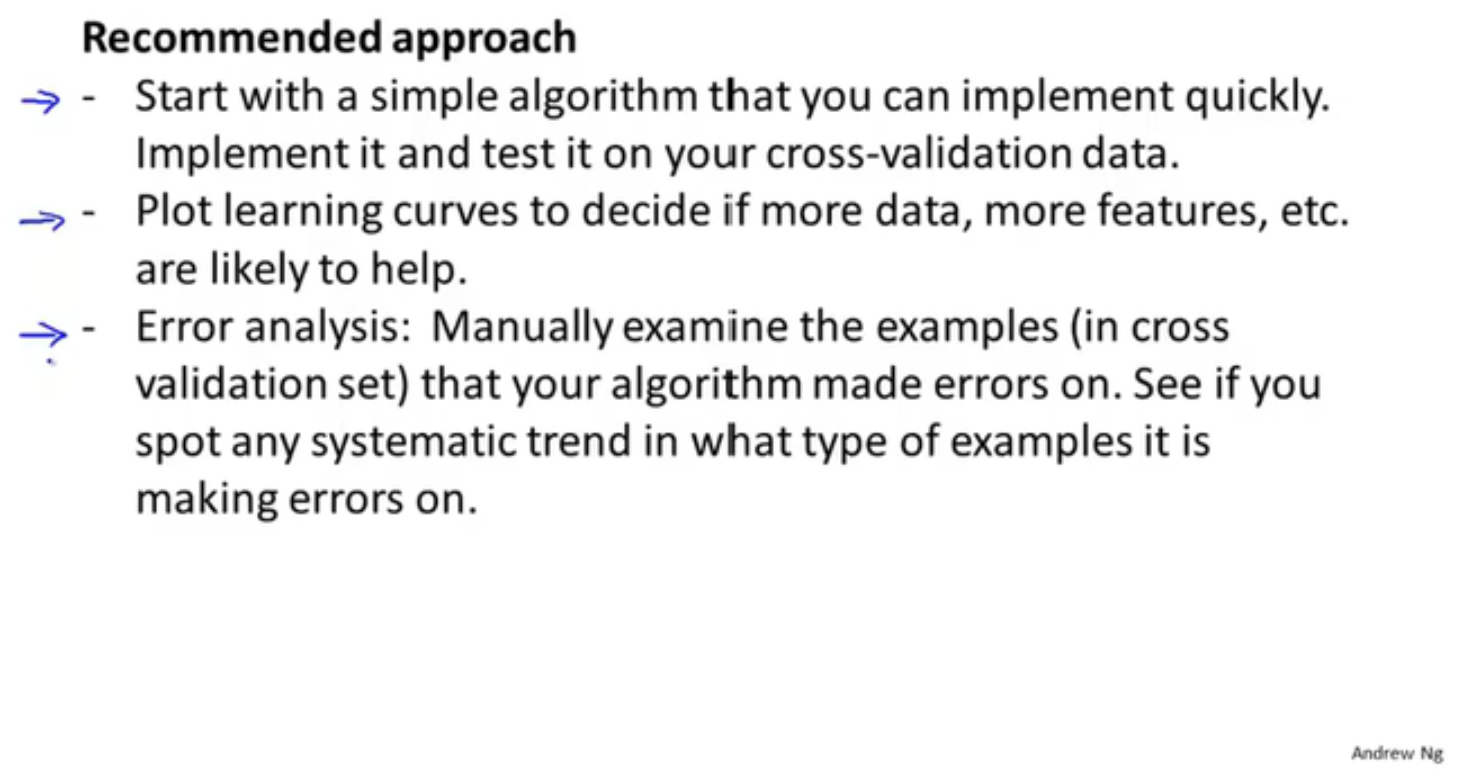 Recommended approach
- Start with a simple algorithm that you can implement quickly.
Implement it and test it on your cross-validation data.
- Plot learning curves to decide if more data, more features, etc.
are likely to help.
- Error analysis: Manually examine the examples (in cross
validation set) that your algorithm made errors on. See if you
spot any systematic trend in what type of examples it is
making errors on.
Andrew Ng